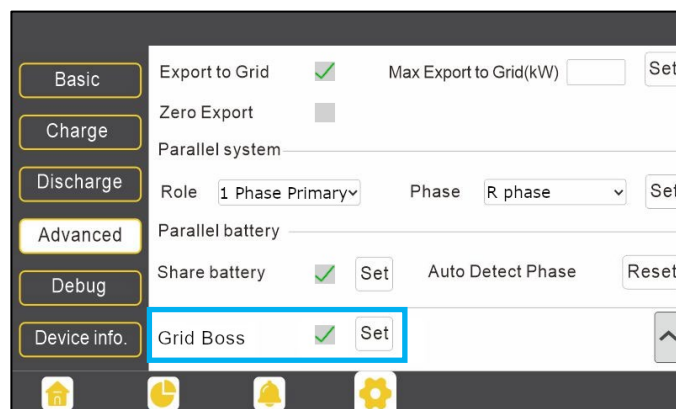 Basic
Charge
Discharge
Advanced
Debug
Device info.
Export to Grid Max Export to Grid(kW) Set
Zero Export
Parallel system
Role 1 Phase Primary Phase R phase Set
Parallel battery
Share battery Set Auto Detect Phase Reset
Grid Boss Set